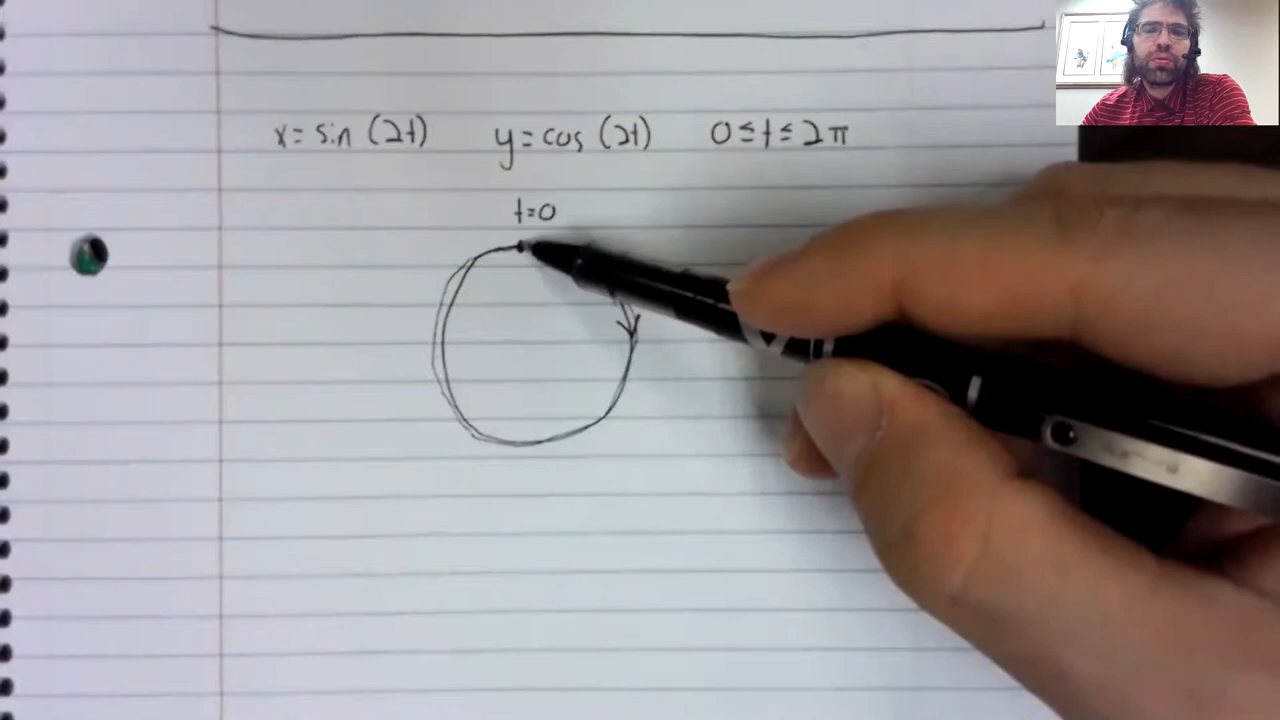 x = sin (2t) y = cos (2t) 0 ≤ t ≤ 2π
t=0